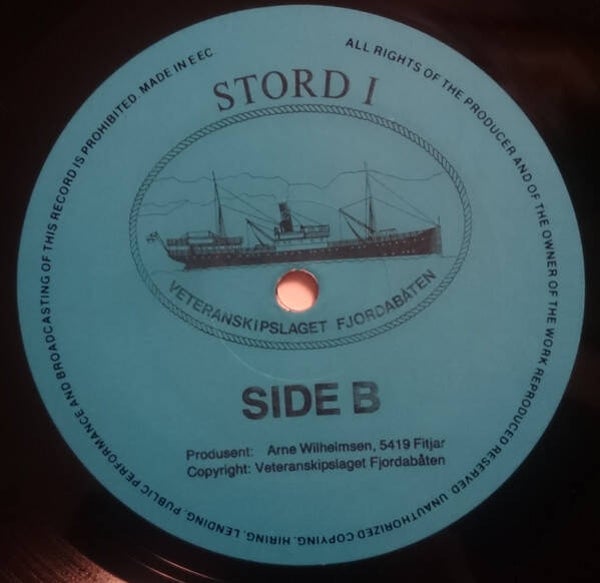 ALL RIGHTS OF THE PRODUCER AND OF THE OWNER OF THE WORK REPRODUCED RESERVED. UNAUTHORIZED COPYING, HIRING, LENDING, PUBLIC PERFORMANCE AND BROADCASTING OF THIS RECORD IS PROHIBITED. MADE IN EEC.
STORD I
VETERANSKIPSLAGET FJORDABÅTEN
SIDE B
Produsent: Arne Wilhelmsen, 5419 Fitjar
Copyright: Veteranskipslaget Fjordabåten